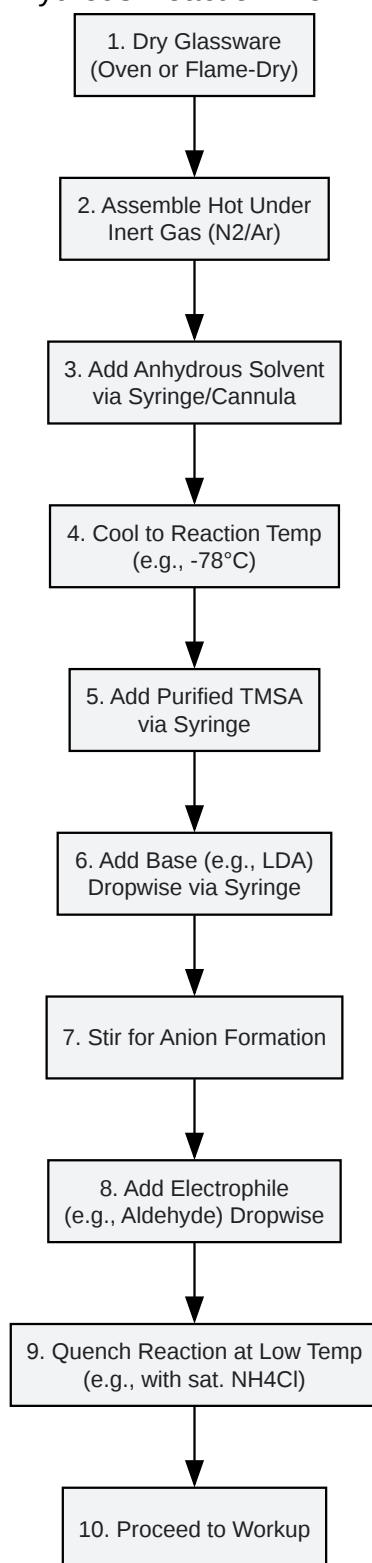 1. Dry Glassware
(Oven or Flame-Dry)
2. Assemble Hot Under
Inert Gas (N2/Ar)
3. Add Anhydrous Solvent
via Syringe/Cannula
4. Cool to Reaction Temp
(e.g., -78°C)
5. Add Purified TMSA
via Syringe
6. Add Base (e.g., LDA)
Dropwise via Syringe
7. Stir for Anion Formation
8. Add Electrophile
(e.g., Aldehyde) Dropwise
9. Quench Reaction at Low Temp
(e.g., with sat. NH4Cl)
10. Proceed to Workup